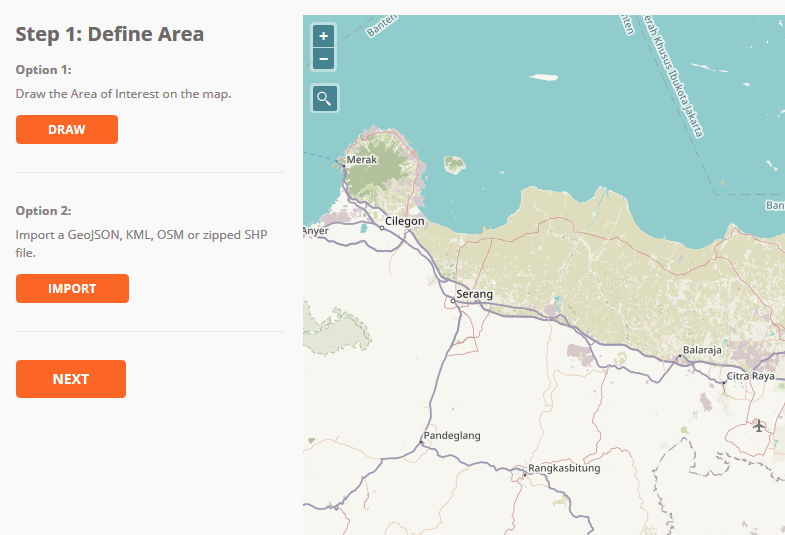 Step 1: Define Area
Option 1:
Draw the Area of Interest on the map.
DRAW
Option 2:
Import a GeoJSON, KML, OSM or zipped SHP
file.
IMPORT
NEXT
+
−
Banten
Banten
erah Khusus Ibukota Jakarta
Ban
Merak
Cilegon
Anyer
Serang
Balaraja
Citra Raya
Pandeglang
Rangkasbitung